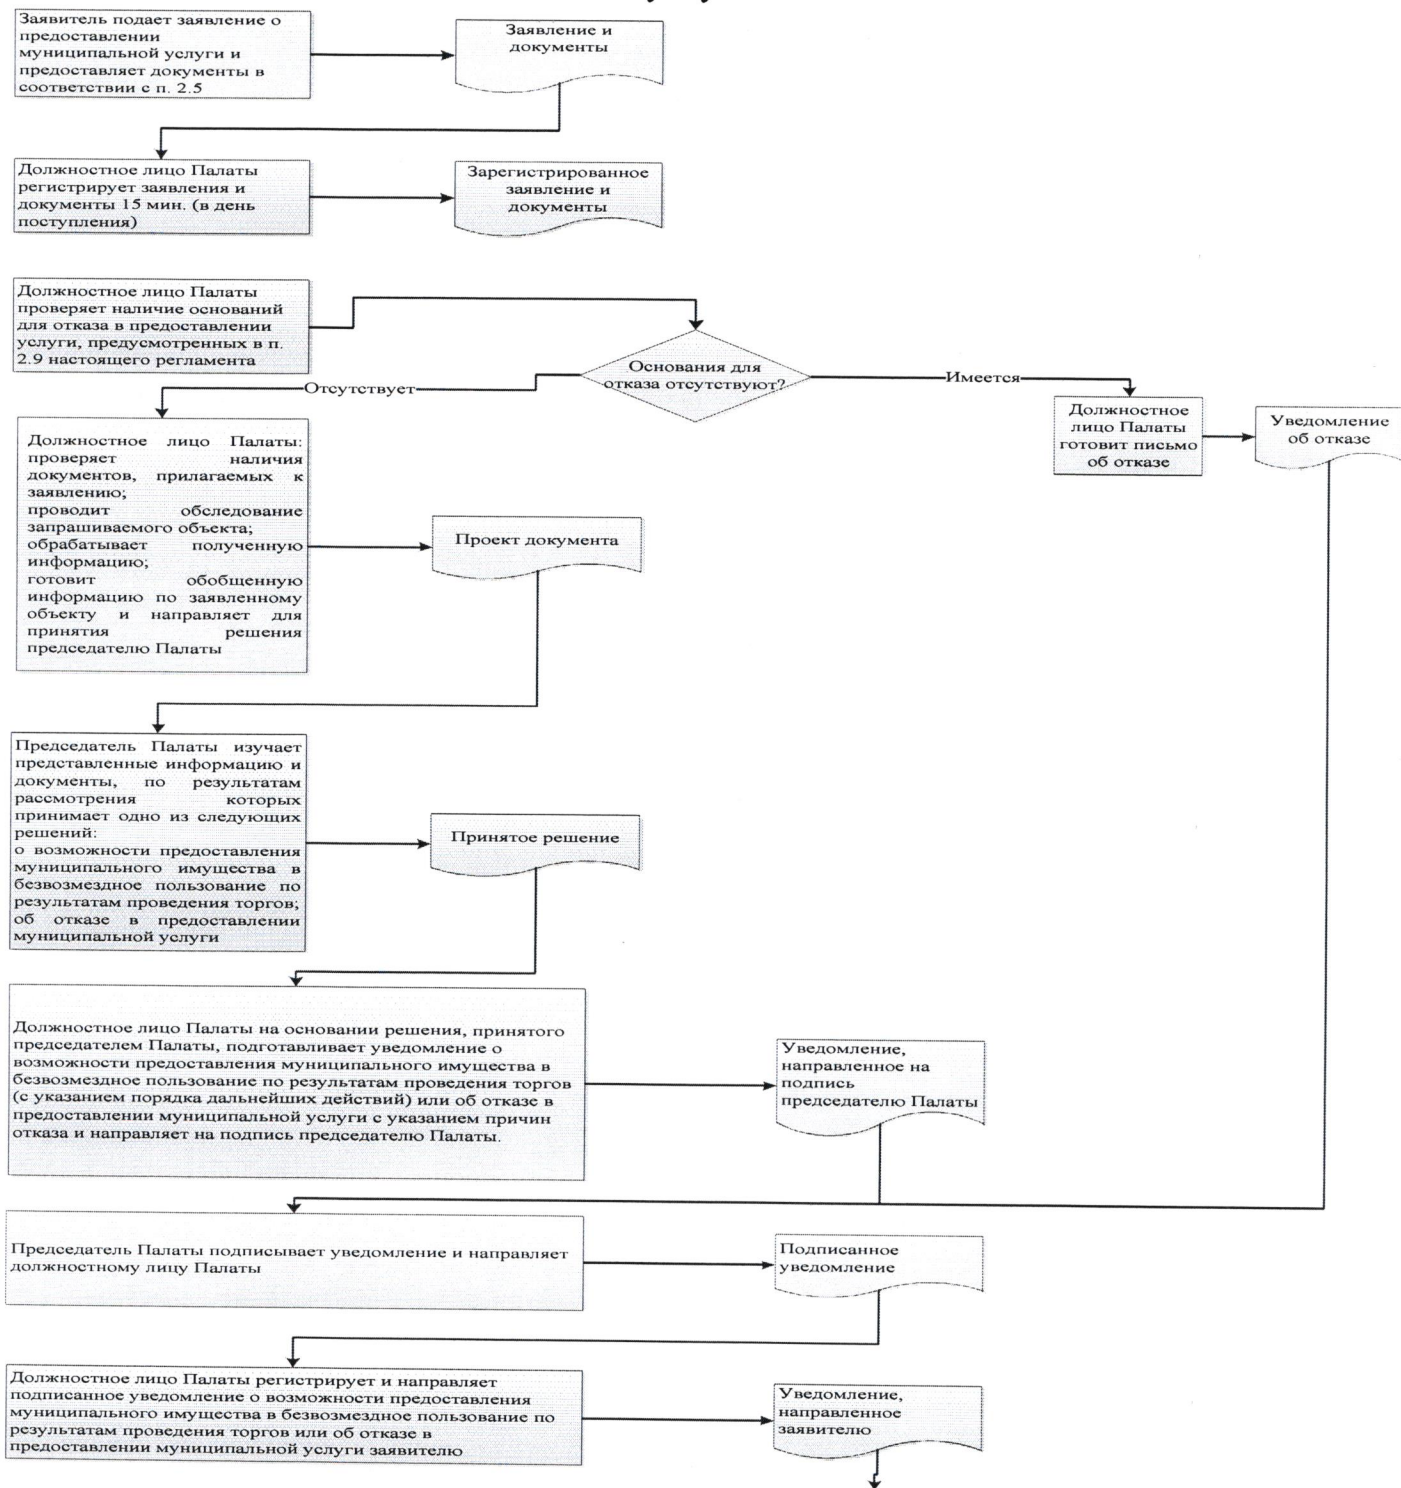 Заявитель подает заявление о
предоставлении
муниципальной услуги и
предоставляет документы в
соответствии с п. 2.5
Заявление и
документы
Должностное лицо Палаты
регистрирует заявления и
документы 15 мин. (в день
поступления)
Зарегистрированное
заявление и
документы
Должностное лицо Палаты
проверяет наличие оснований
для отказа в предоставлении
услуги, предусмотренных в п.
2.9 настоящего регламента
Основания для
отказа отсутствуют?
Отсутствует
Имеется
Должностное
лицо Палаты
готовит письмо
об отказе
Уведомление
об отказе
Должностное лицо Палаты:
проверяет наличия
документов, прилагаемых к
заявлению;
проводит обследование
запрашиваемого объекта;
обрабатывает полученную
информацию;
готовит обобщенную
информацию по заявленному
объекту и направляет для
принятия решения
председателю Палаты
Проект документа
Председатель Палаты изучает
представленные информацию и
документы, по результатам
рассмотрения которых
принимает одно из следующих
решений:
о возможности предоставления
муниципального имущества в
безвозмездное пользование по
результатам проведения торгов;
об отказе в предоставлении
муниципальной услуги
Принятое решение
Должностное лицо Палаты на основании решения, принятого
председателем Палаты, подготавливает уведомление о
возможности предоставления муниципального имущества в
безвозмездное пользование по результатам проведения торгов
(с указанием порядка дальнейших действий) или об отказе в
предоставлении муниципальной услуги с указанием причин
отказа и направляет на подпись председателю Палаты.
Уведомление,
направленное на
подпись
председателю Палаты
Председатель Палаты подписывает уведомление и направляет
должностному лицу Палаты
Подписанное
уведомление
Должностное лицо Палаты регистрирует и направляет
подписанное уведомление о возможности предоставления
муниципального имущества в безвозмездное пользование по
результатам проведения торгов или об отказе в
предоставлении муниципальной услуги заявителю
Уведомление,
направленное
заявителю